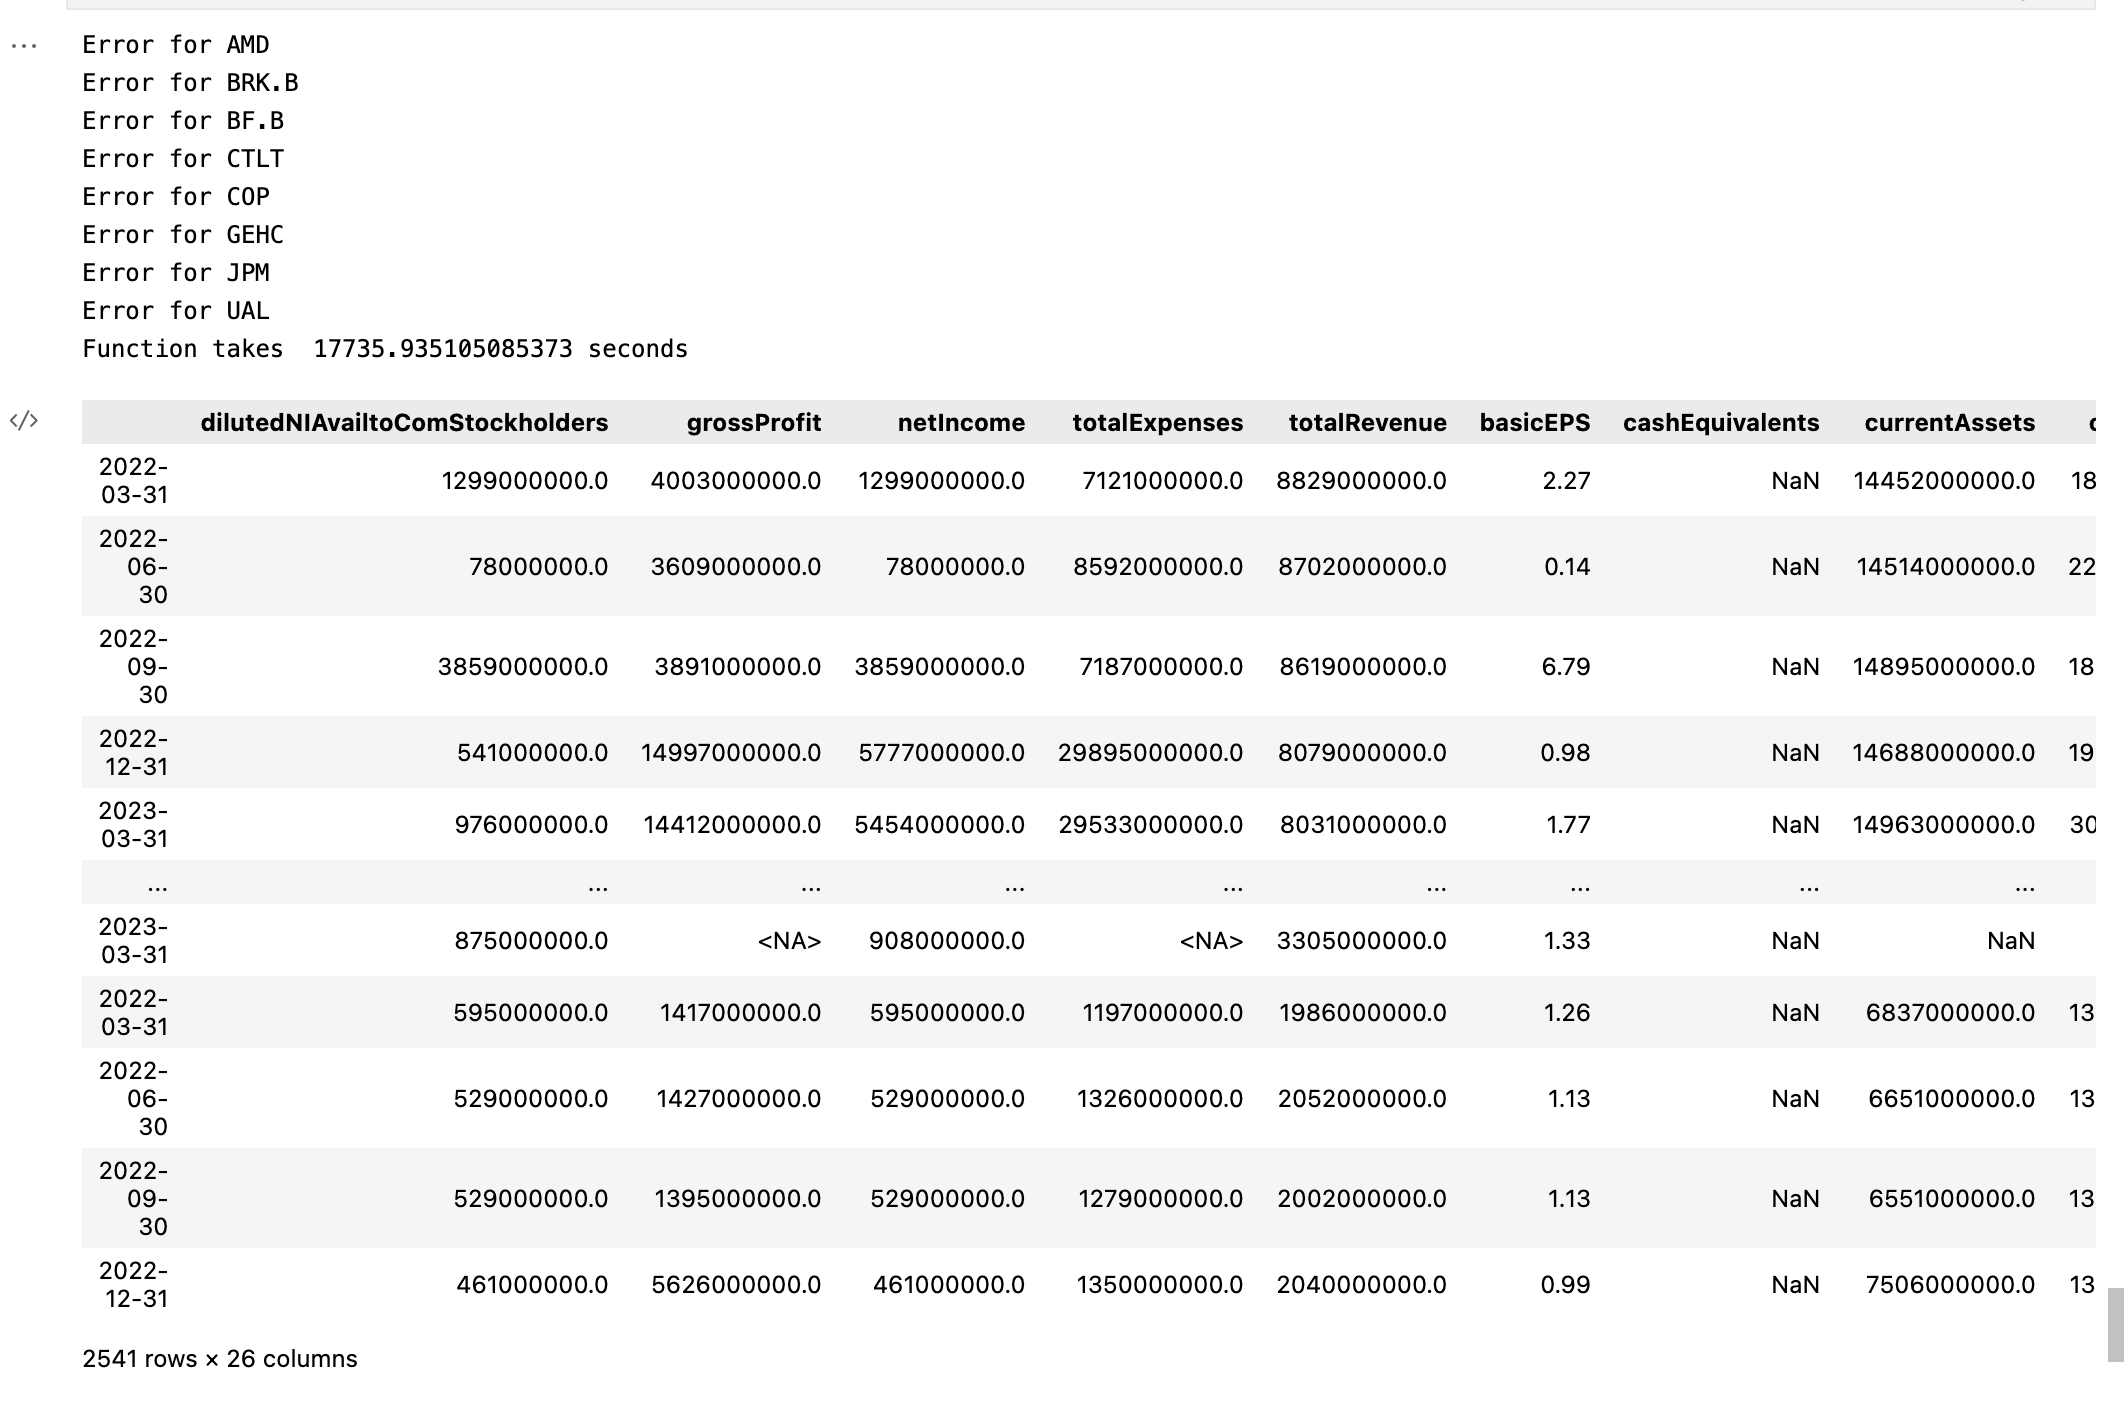 ...
Error for AMD
Error for BRK.B
Error for BF.B
Error for CTLT
Error for COP
Error for GEHC
Error for JPM
Error for UAL
Function takes  17735.935105085373 seconds
</>
dilutedNIAvailtoComStockholders grossProfit netIncome totalExpenses totalRevenue basicEPS cashEquivalents currentAssets
2022-03-31 1299000000.0 4003000000.0 1299000000.0 7121000000.0 8829000000.0 2.27 NaN 14452000000.0 18
2022-06-30 78000000.0 3609000000.0 78000000.0 8592000000.0 8702000000.0 0.14 NaN 14514000000.0 22
2022-09-30 3859000000.0 3891000000.0 3859000000.0 7187000000.0 8619000000.0 6.79 NaN 14895000000.0 18
2022-12-31 541000000.0 14997000000.0 5777000000.0 29895000000.0 8079000000.0 0.98 NaN 14688000000.0 19
2023-03-31 976000000.0 14412000000.0 5454000000.0 29533000000.0 8031000000.0 1.77 NaN 14963000000.0 30
... ... ... ... ... ... ... ... ...
2023-03-31 875000000.0 <NA> 908000000.0 <NA> 3305000000.0 1.33 NaN NaN
2022-03-31 595000000.0 1417000000.0 595000000.0 1197000000.0 1986000000.0 1.26 NaN 6837000000.0 13
2022-06-30 529000000.0 1427000000.0 529000000.0 1326000000.0 2052000000.0 1.13 NaN 6651000000.0 13
2022-09-30 529000000.0 1395000000.0 529000000.0 1279000000.0 2002000000.0 1.13 NaN 6551000000.0 13
2022-12-31 461000000.0 5626000000.0 461000000.0 1350000000.0 2040000000.0 0.99 NaN 7506000000.0 13
2541 rows × 26 columns